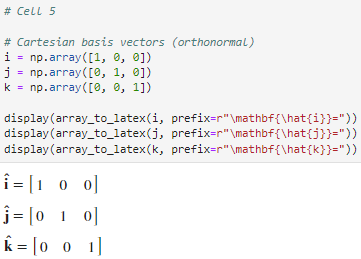 # Cell 5
# Cartesian basis vectors (orthonormal)
i = np.array([1, 0, 0])
j = np.array([0, 1, 0])
k = np.array([0, 0, 1])
display(array_to_latex(i, prefix=r"\mathbf{\hat{i}}="))
display(array_to_latex(j, prefix=r"\mathbf{\hat{j}}="))
display(array_to_latex(k, prefix=r"\mathbf{\hat{k}}="))
î = [1 0 0]
ĵ = [0 1 0]
k̂ = [0 0 1]